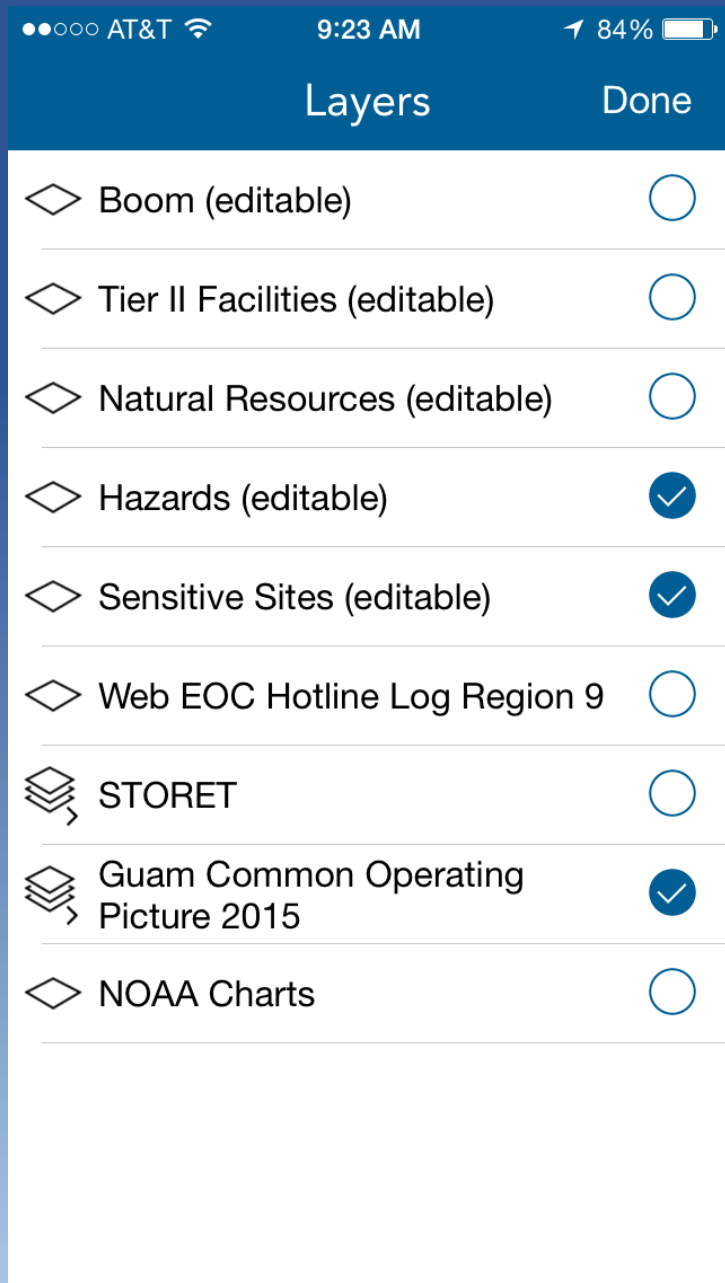 AT&T 9:23 AM 84%
Layers Done
Boom (editable)
Tier II Facilities (editable)
Natural Resources (editable)
Hazards (editable)
Sensitive Sites (editable)
Web EOC Hotline Log Region 9
STORET
Guam Common Operating
Picture 2015
NOAA Charts